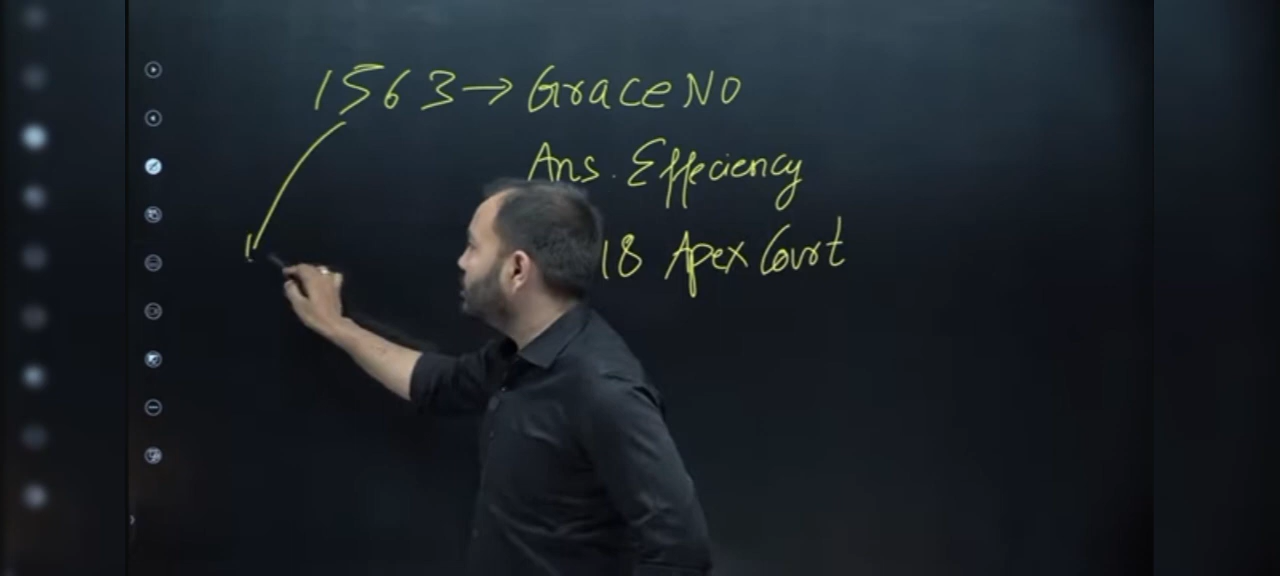 1563 → Grace NO
Ans. Effeciency
18 Apex Court